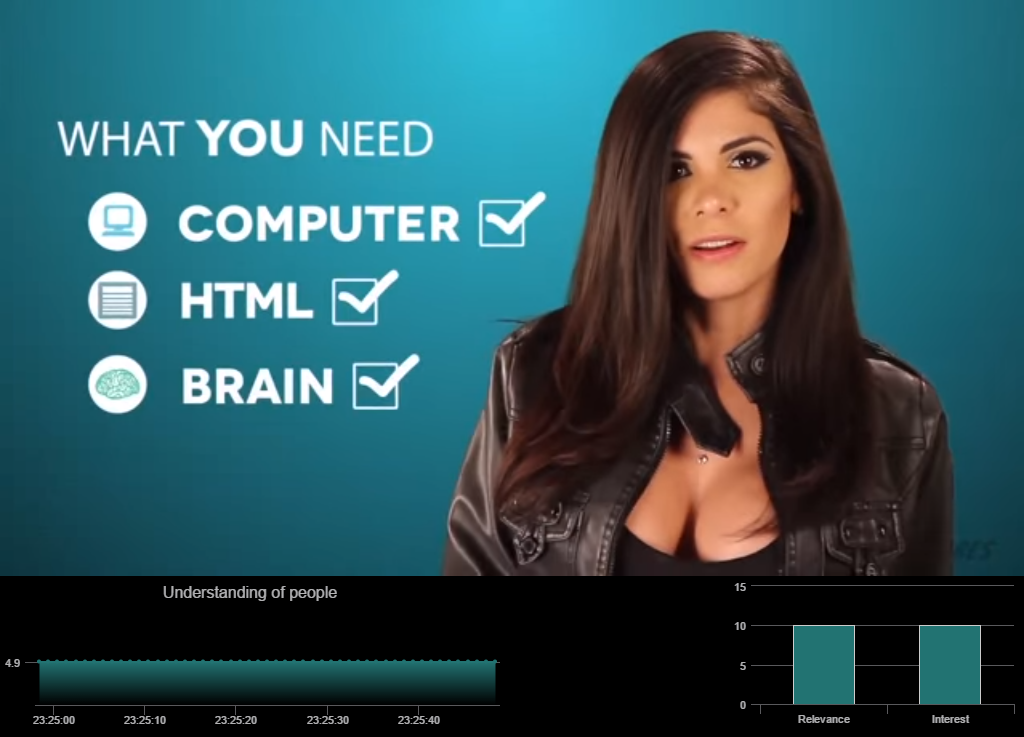 WHAT YOU NEED
COMPUTER
HTML
BRAIN
RES
Understanding of people
4.9
23:25:00 23:25:10 23:25:20 23:25:30 23:25:40
15
10
5
0
Relevance Interest